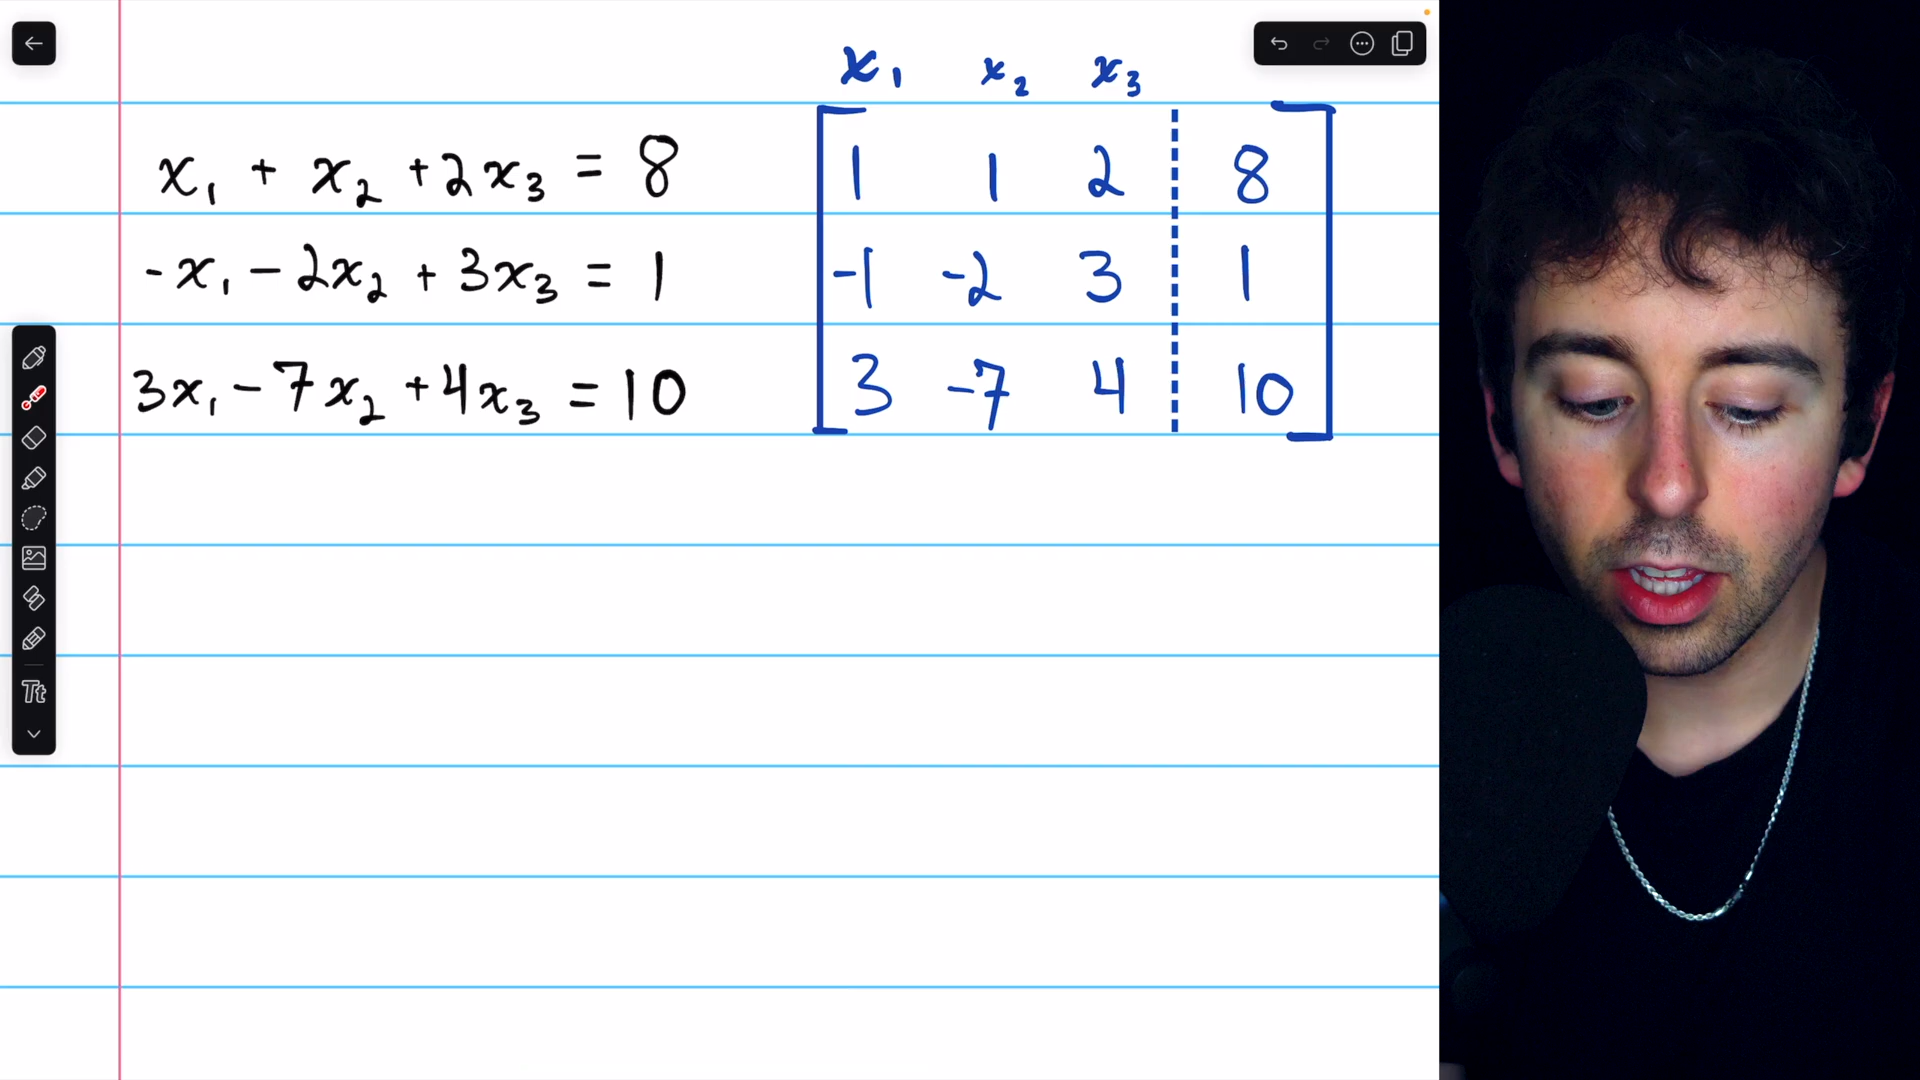 x₁ x₂ x₃
x₁ + x₂ + 2x₃ = 8
1 1 2 8
-x₁ - 2x₂ + 3x₃ = 1
-1 -2 3 1
3x₁ - 7x₂ + 4x₃ = 10
3 -7 4 10
Tt